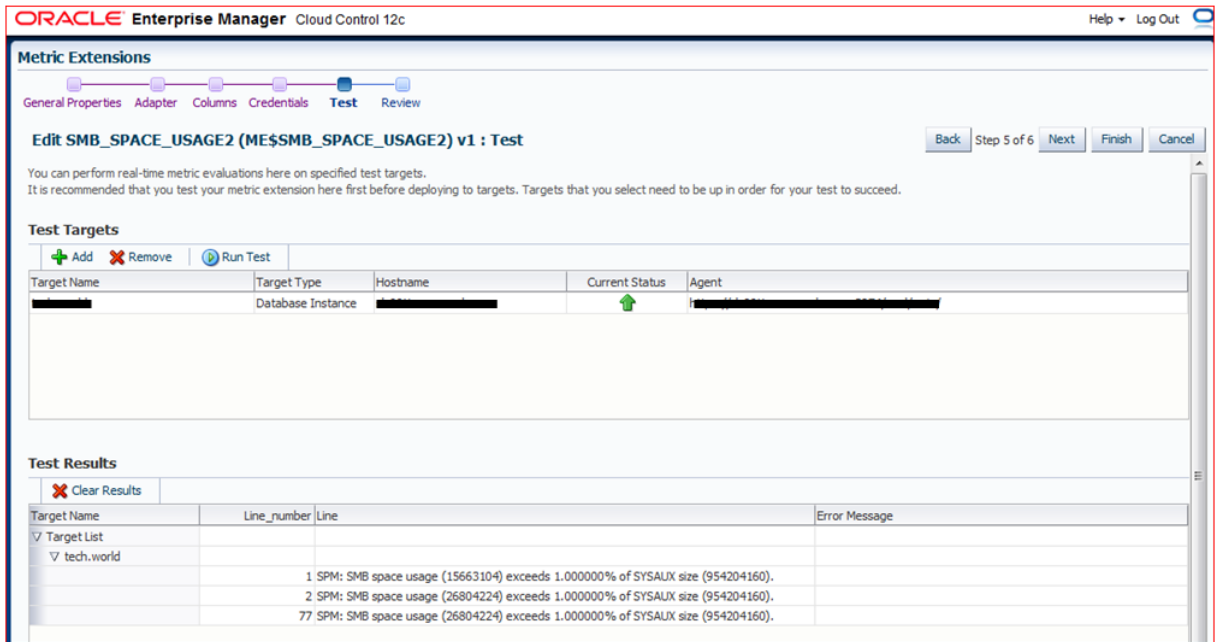 ORACLE Enterprise Manager Cloud Control 12c Help Log Out
Metric Extensions
General Properties Adapter Columns Credentials Test Review
Edit SMB_SPACE_USAGE2 (ME$SMB_SPACE_USAGE2) v1 : Test Back Step 5 of 6 Next Finish Cancel
You can perform real-time metric evaluations here on specified test targets.
It is recommended that you test your metric extension here first before deploying to targets. Targets that you select need to be up in order for your test to succeed.
Test Targets
Add Remove Run Test
Target Name Target Type Hostname Current Status Agent
Database Instance
Test Results
Clear Results
Target Name Line_number Line Error Message
Target List
tech.world
1 SPM: SMB space usage (15663104) exceeds 1.000000% of SYSAUX size (954204160).
2 SPM: SMB space usage (26804224) exceeds 1.000000% of SYSAUX size (954204160).
77 SPM: SMB space usage (26804224) exceeds 1.000000% of SYSAUX size (954204160).